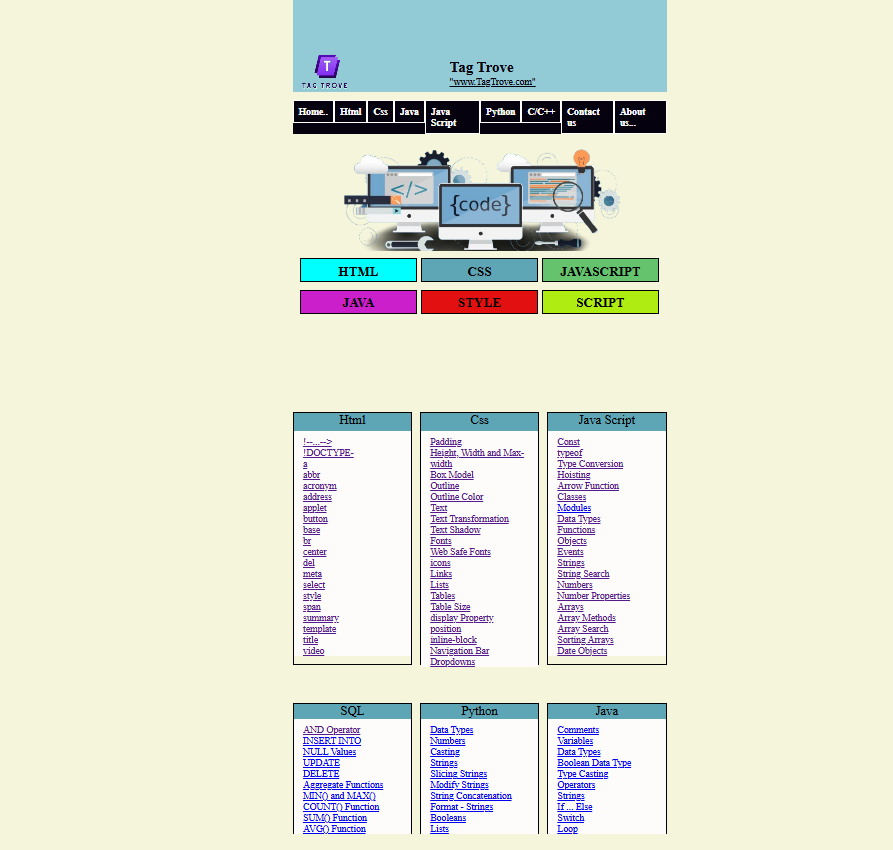 T
TAG TROVE
Tag Trove
"www.TagTrove.com"
Home..
Html
Css
Java
Java
Script
Python
C/C++
Contact
us
About
us...
</>
{code}
HTML
CSS
JAVASCRIPT
JAVA
STYLE
SCRIPT
Html
!--...-->
!DOCTYPE-
a
abbr
acronym
address
applet
button
base
br
center
del
meta
select
style
span
summary
template
title
video
Css
Padding
Height, Width and Max-
width
Box Model
Outline
Outline Color
Text
Text Transformation
Text Shadow
Fonts
Web Safe Fonts
icons
Links
Lists
Tables
Table Size
display Property
position
inline-block
Navigation Bar
Dropdowns
Java Script
Const
typeof
Type Conversion
Hoisting
Arrow Function
Classes
Modules
Data Types
Functions
Objects
Events
Strings
String Search
Numbers
Number Properties
Arrays
Array Methods
Array Search
Sorting Arrays
Date Objects
SQL
AND Operator
INSERT INTO
NULL Values
UPDATE
DELETE
Aggregate Functions
MIN() and MAX()
COUNT() Function
SUM() Function
AVG() Function
Python
Data Types
Numbers
Casting
Strings
Slicing Strings
Modify Strings
String Concatenation
Format - Strings
Booleans
Lists
Java
Comments
Variables
Data Types
Boolean Data Type
Type Casting
Operators
Strings
If ... Else
Switch
Loop